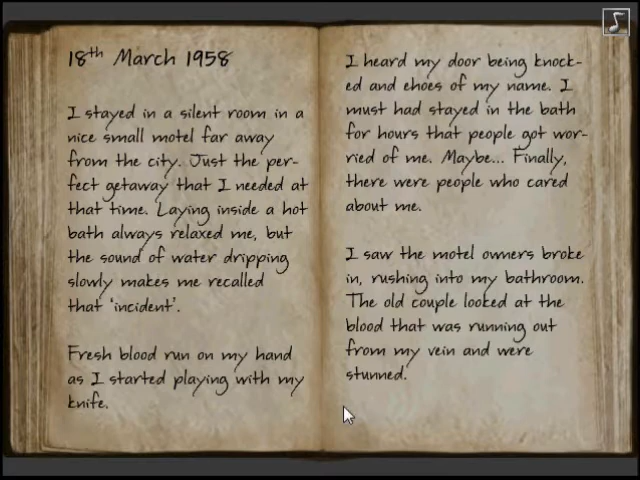 18th March 1958
I stayed in a silent room in a
nice small motel far away
from the city. Just the per-
fect getaway that I needed at
that time. Laying inside a hot
bath always relaxed me, but
the sound of water dripping
slowly makes me recalled
that 'incident'.
Fresh blood run on my hand
as I started playing with my
knife.
I heard my door being knock-
ed and ehoes of my name. I
must had stayed in the bath
for hours that people got wor-
ried of me. Maybe... Finally,
there were people who cared
about me.
I saw the motel owners broke
in, rushing into my bathroom.
The old couple looked at the
blood that was running out
from my vein and were
stunned.